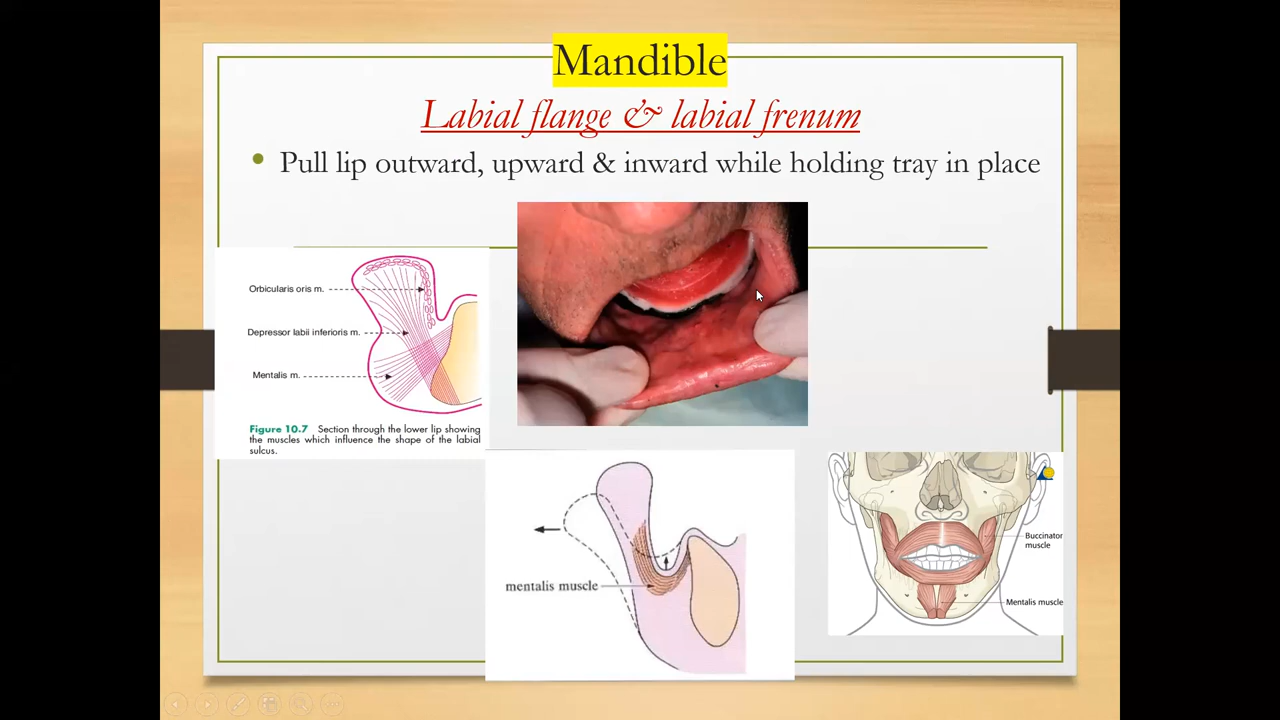 Mandible
Labial flange & labial frenum
• Pull lip outward, upward & inward while holding tray in place
Orbicularis oris m.
Depressor labii inferioris m.
Mentalis m.
Figure 10.7 Section through the lower lip showing
the muscles which influence the shape of the labial
sulcus.
mentalis muscle
Buccinator
muscle
Mentalis muscle